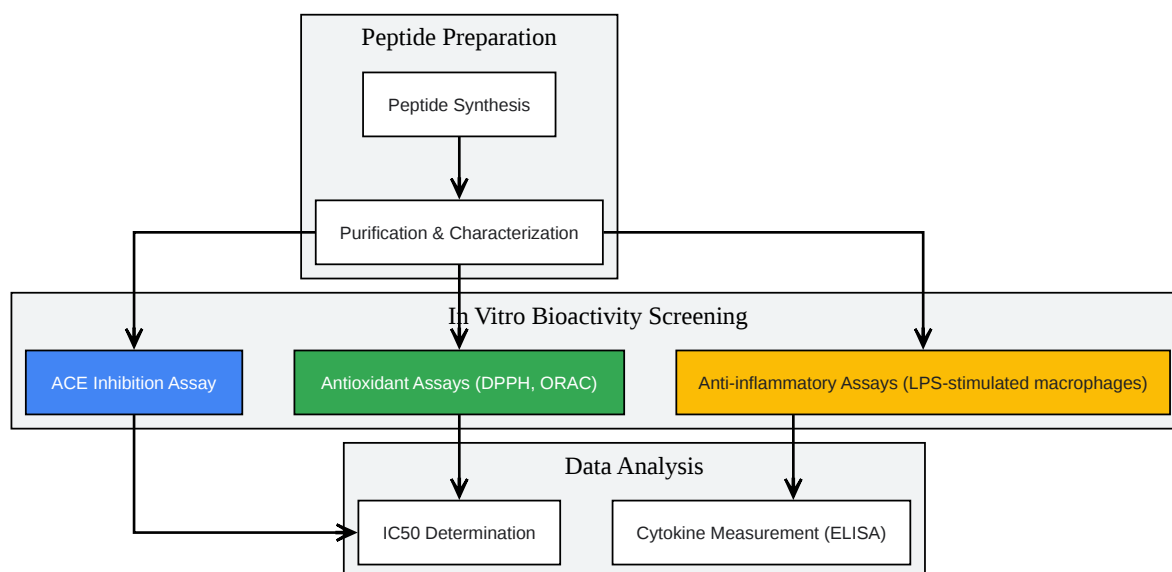 Peptide Preparation
Peptide Synthesis
Purification & Characterization
In Vitro Bioactivity Screening
ACE Inhibition Assay
Antioxidant Assays (DPPH, ORAC)
Anti-inflammatory Assays (LPS-stimulated macrophages)
Data Analysis
IC50 Determination
Cytokine Measurement (ELISA)